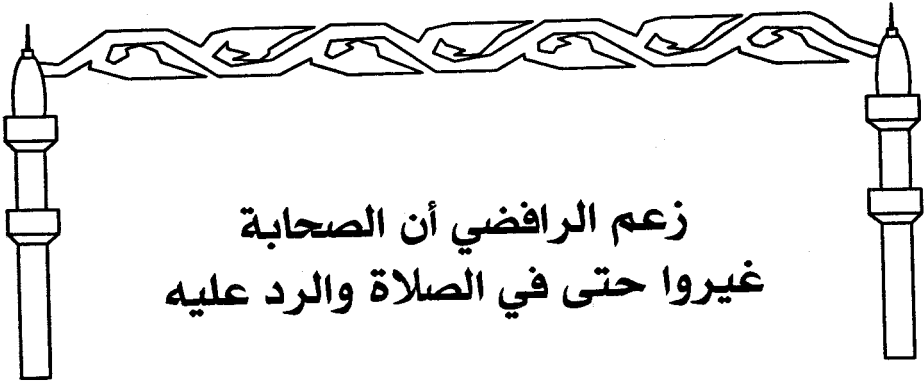 زعم الرافضي أن الصحابة
غيروا حتى في الصلاة والرد عليه